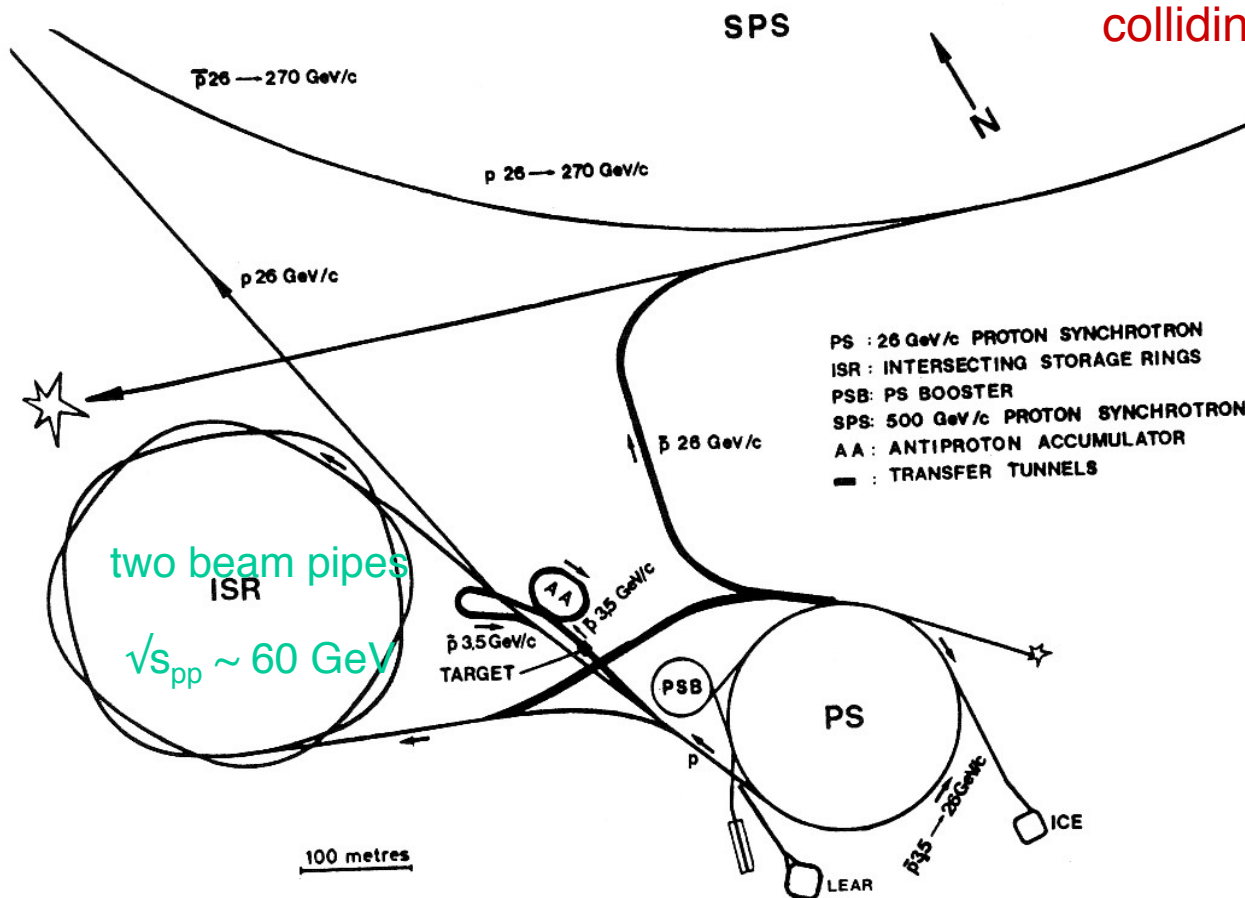 SPS
collidin
p̅ 26 → 270 GeV/c
N
p 26 → 270 GeV/c
p 26 GeV/c
PS : 26 GeV/c PROTON SYNCHROTRON
ISR : INTERSECTING STORAGE RINGS
PSB: PS BOOSTER
SPS: 500 GeV/c PROTON SYNCHROTRON
AA : ANTIPROTON ACCUMULATOR
: TRANSFER TUNNELS
p̄ 26 GeV/c
two beam pipes
ISR
√spp ~ 60 GeV
AA
p̄ 3,5 GeV/c
p̄ 3,5 GeV/c
TARGET
PSB
PS
p
p̄ 3,5 → 26 GeV/c
ICE
100 metres
LEAR